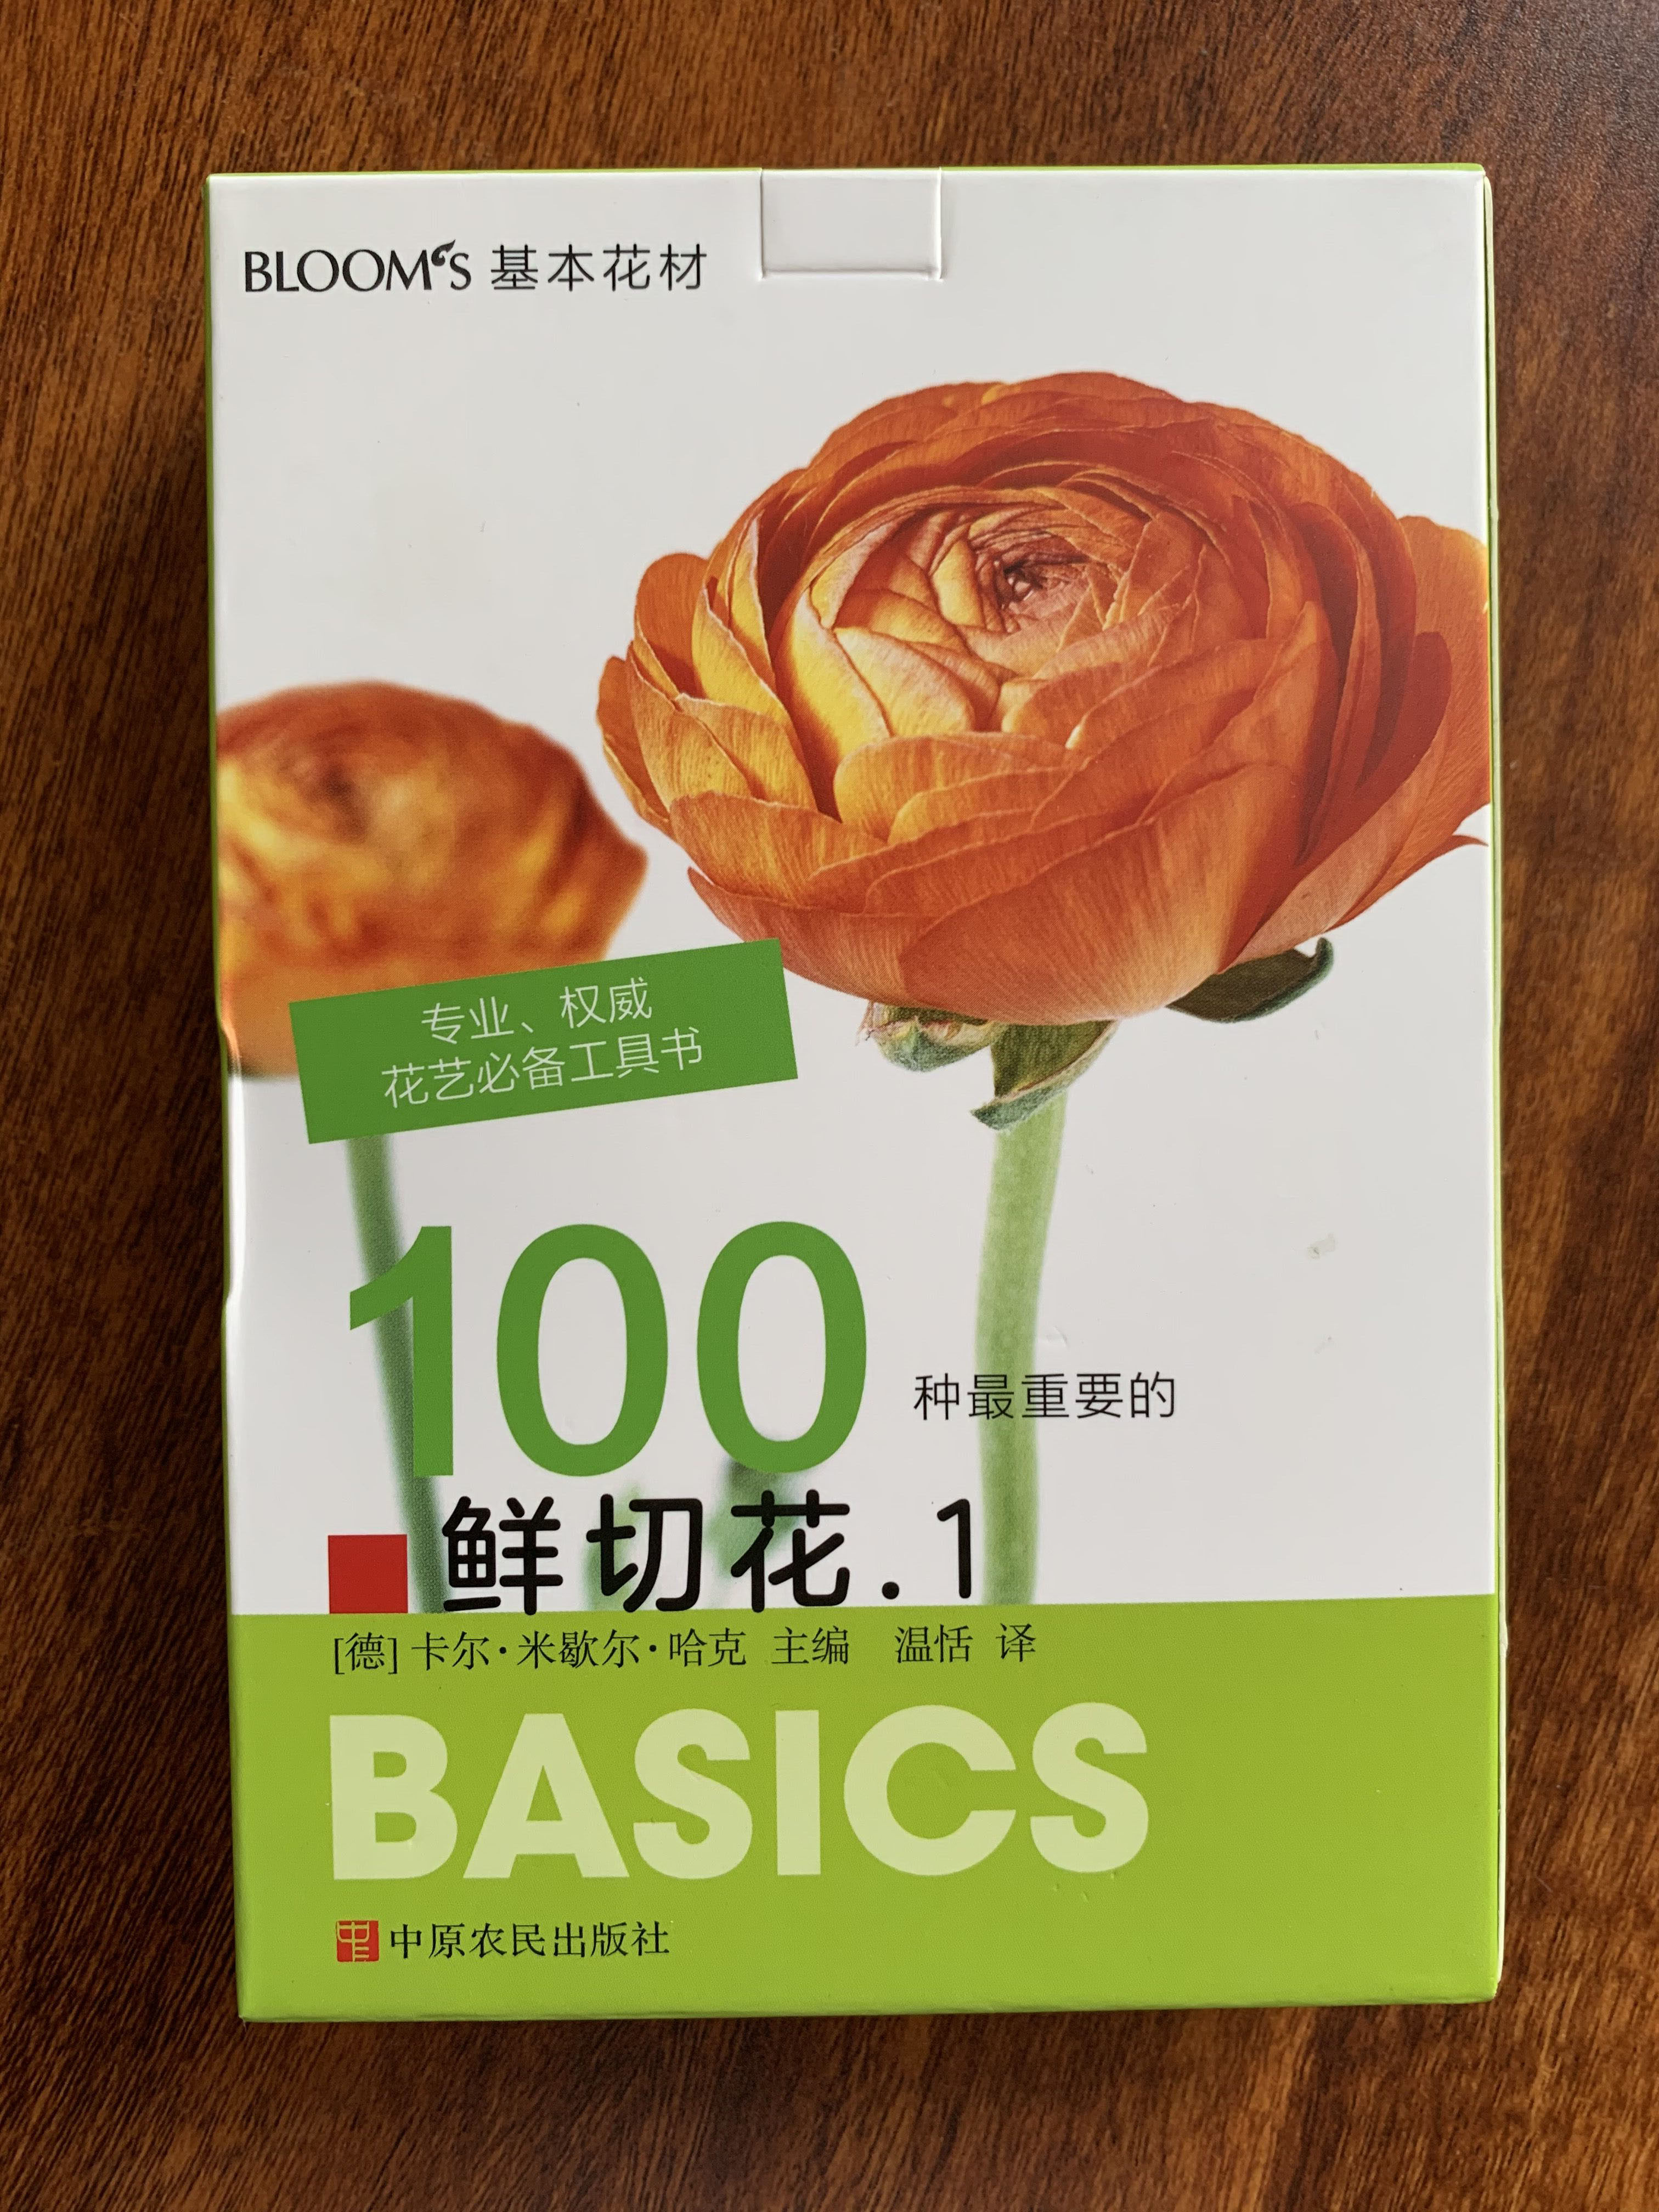 BLOOM'S 基本花材
专业、权威
花艺必备工具书
100 种最重要的
鲜切花.1
[德] 卡尔·米歇尔·哈克 主编 温恬 译
BASICS
中原农民出版社